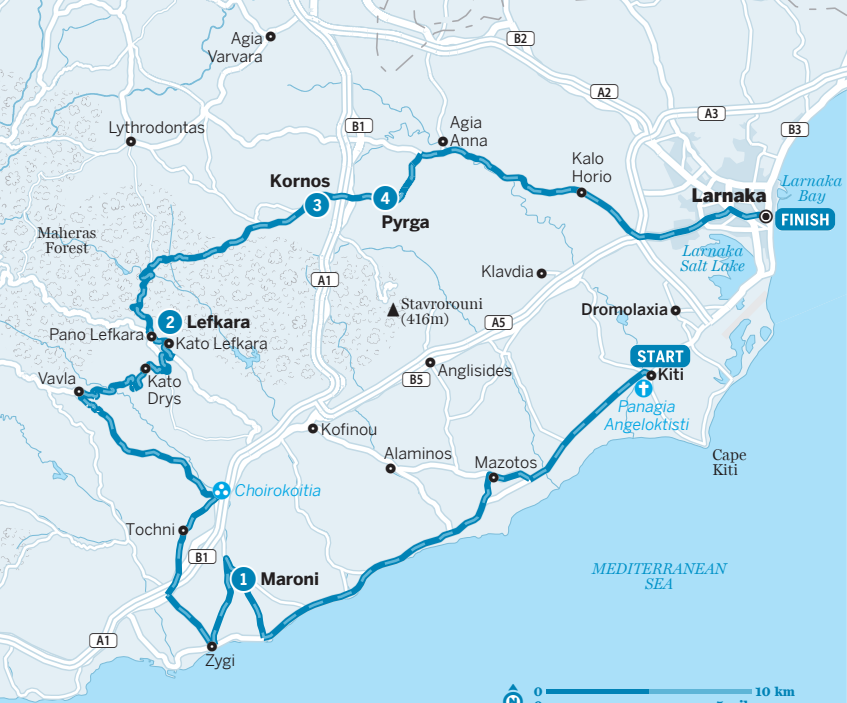 Agia
Varvara
B2
A2
A3
B3
B1
Lythrodontas
Agia
Anna
Kalo
Horio
Larnaka
Bay
Kornos
3
4
Pyrga
Larnaka
FINISH
Maheras
Forest
Larnaka
Salt Lake
Klavdia
A1
Stavrorouni
(416m)
Dromolaxia
2
Lefkara
A5
Pano Lefkara
Kato Lefkara
START
Kiti
Anglisides
B5
Vavla
Kato
Drys
Panagia
Angeloktisti
Kofinou
Alaminos
Mazotos
Cape
Kiti
Choirokoitia
Tochni
B1
1
Maroni
MEDITERRANEAN
SEA
A1
Zygi
N
0
10 km